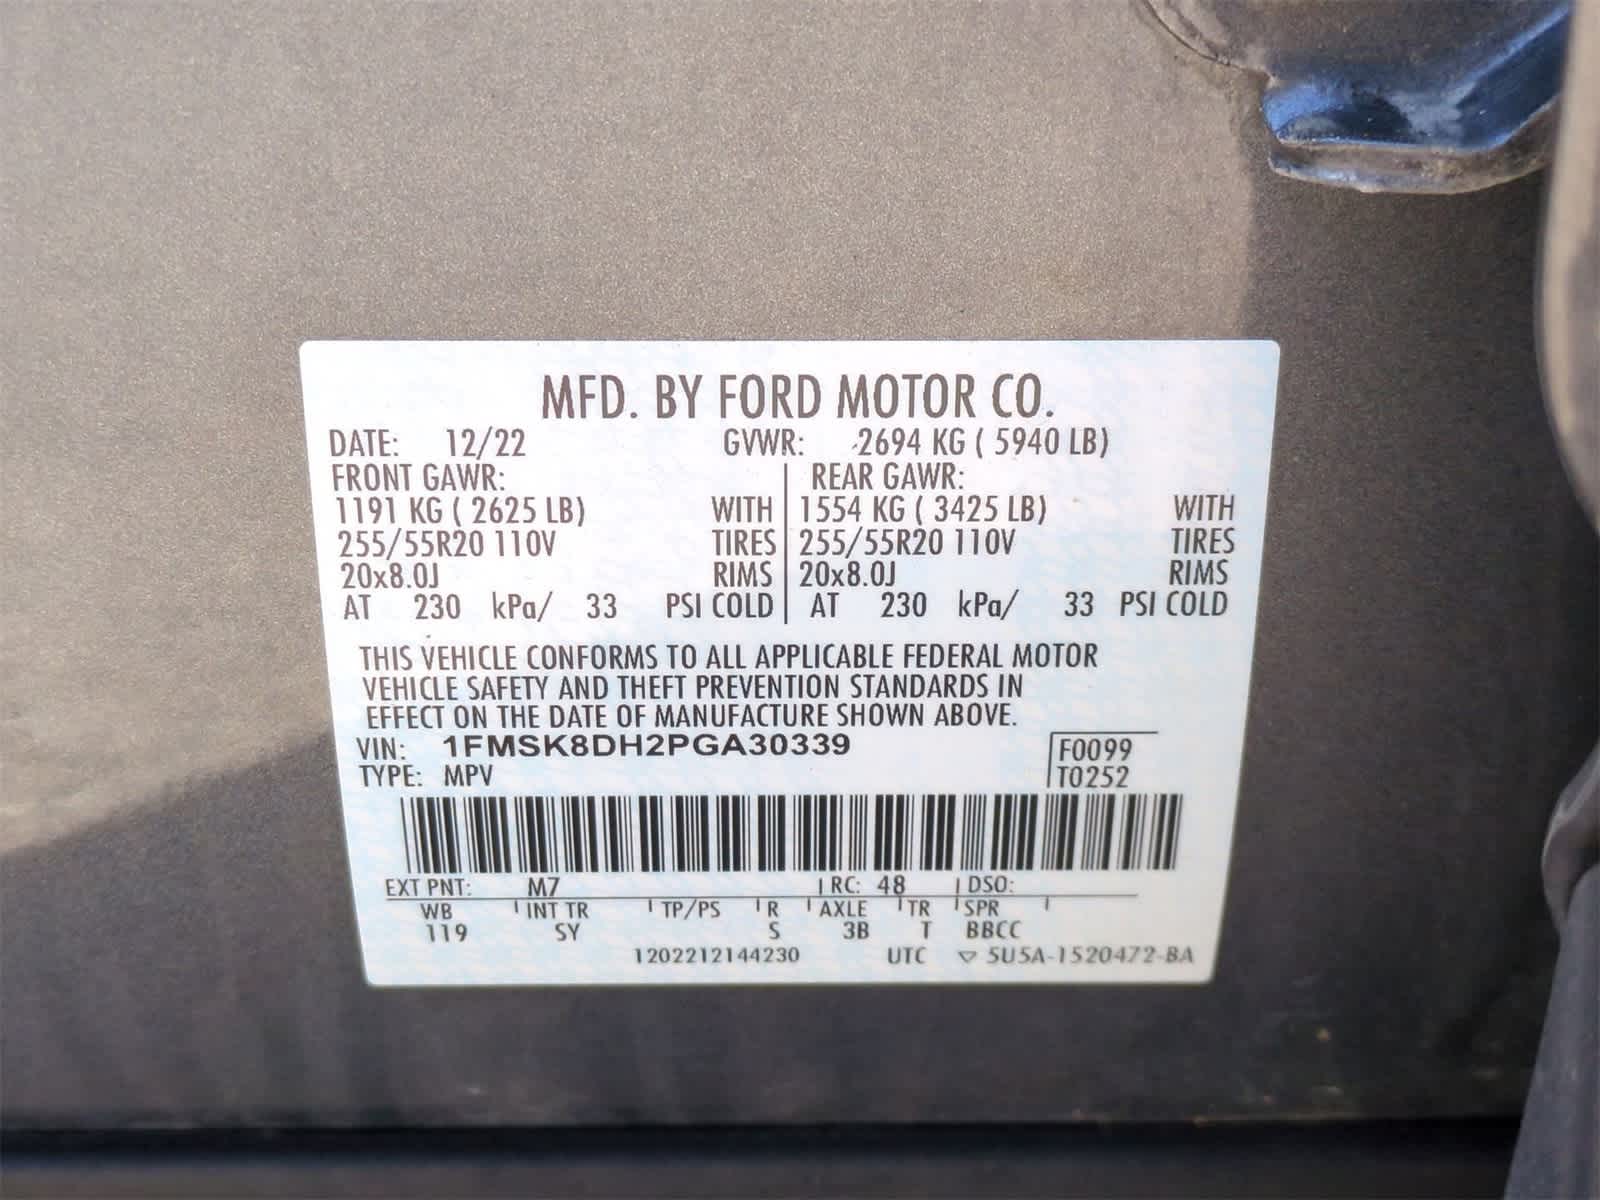 MFD. BY FORD MOTOR CO.
DATE: 12/22 GVWR: 2694 KG ( 5940 LB)
FRONT GAWR: REAR GAWR:
1191 KG ( 2625 LB) WITH 1554 KG ( 3425 LB) WITH
255/55R20 110V TIRES 255/55R20 110V TIRES
20x8.0J RIMS 20x8.0J RIMS
AT 230 kPa/ 33 PSI COLD AT 230 kPa/ 33 PSI COLD
THIS VEHICLE CONFORMS TO ALL APPLICABLE FEDERAL MOTOR
VEHICLE SAFETY AND THEFT PREVENTION STANDARDS IN
EFFECT ON THE DATE OF MANUFACTURE SHOWN ABOVE.
VIN: 1FMSK8DH2PGA30339 F0099
TYPE: MPV T0252
EXT PNT: M7 RC: 48 DSO:
WB INT TR TP/PS R AXLE TR SPR
119 SY S 3B T BBCC
1202212144230 UTC ▽ 5U5A-1520472-BA